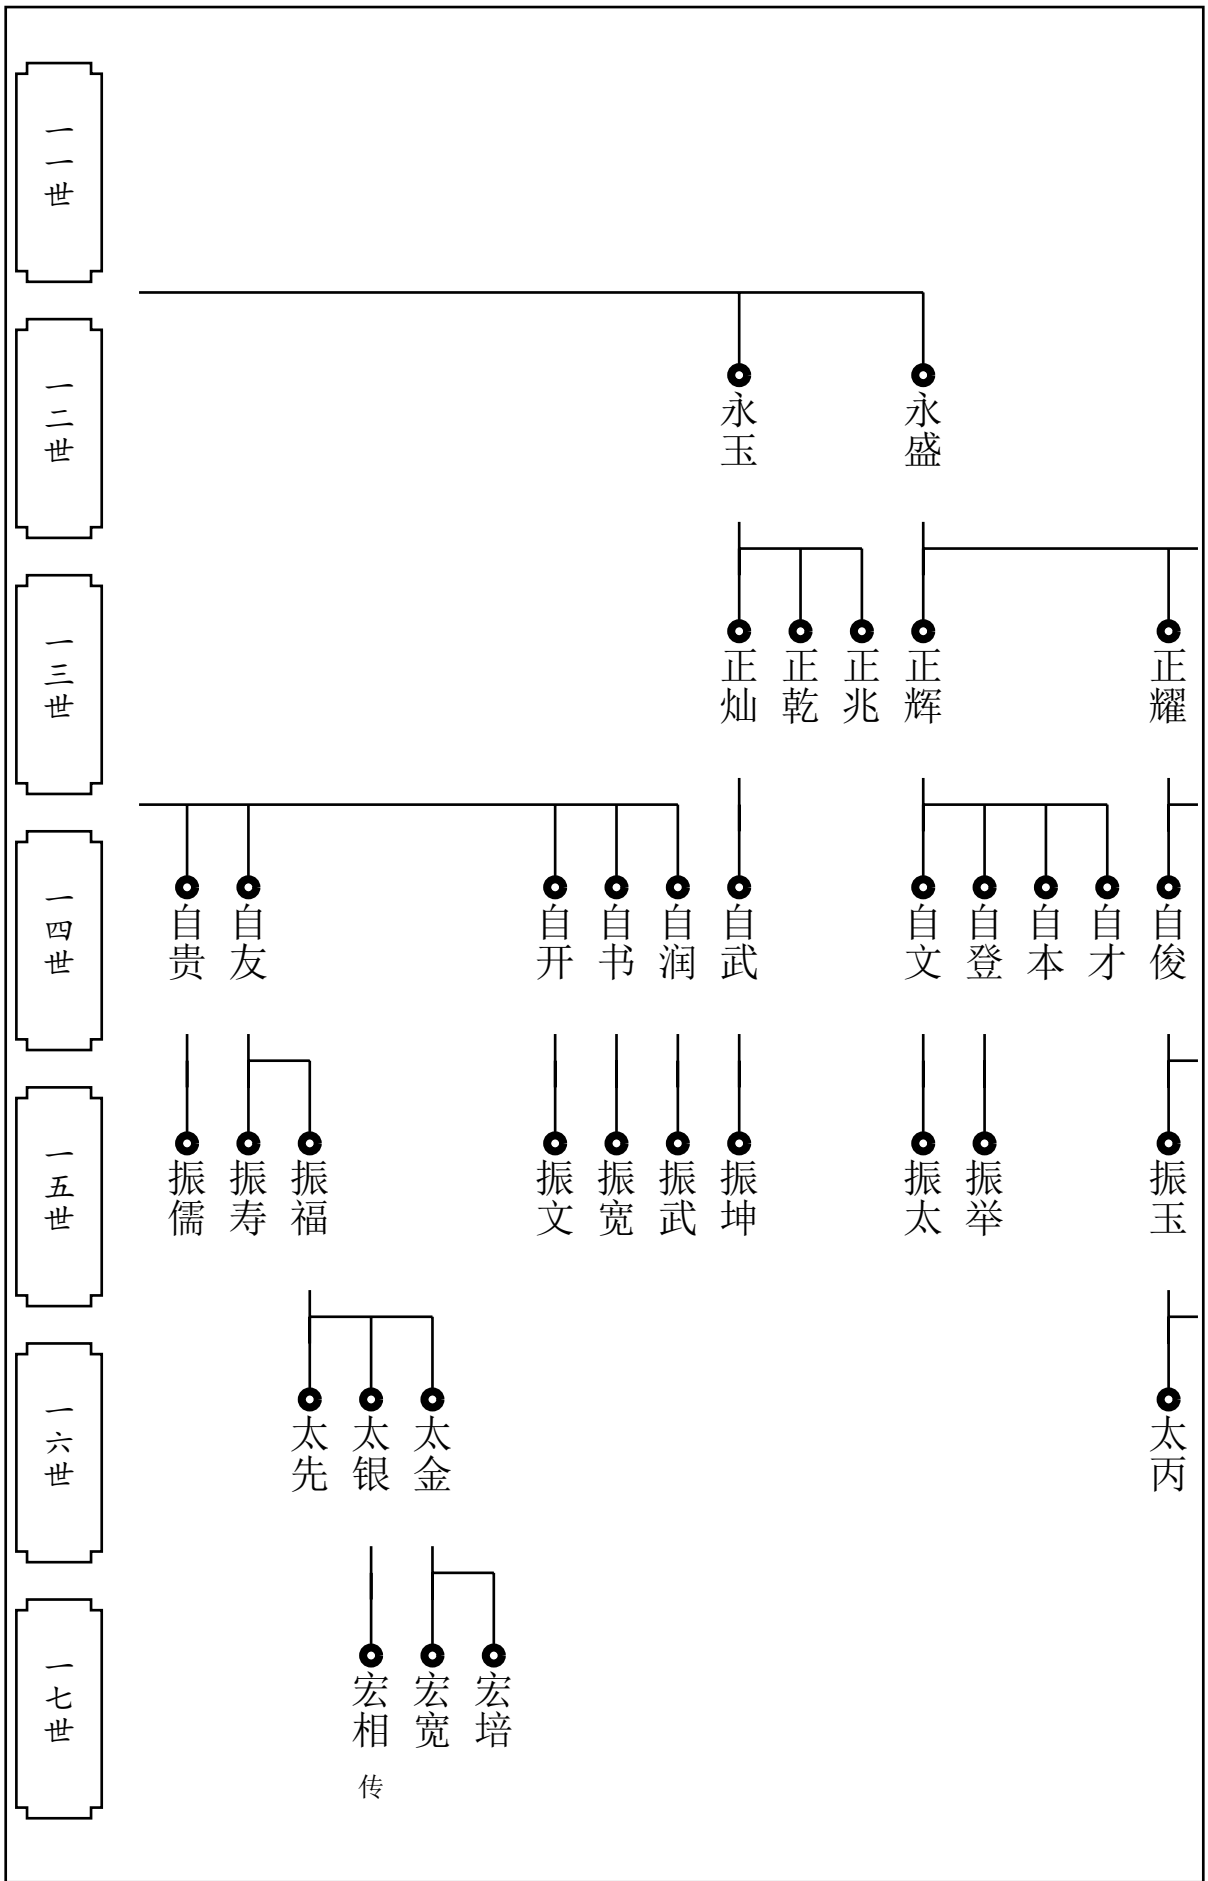 一一世
一二世
永盛
永玉
一三世
正耀
正辉
正兆
正乾
正灿
一四世
自俊
自才
自本
自登
自文
自武
自润
自书
自开
自友
自贵
一五世
振玉
振举
振太
振坤
振武
振宽
振文
振福
振寿
振儒
一六世
太丙
太金
太银
太先
一七世
宏培
宏宽
宏相
传